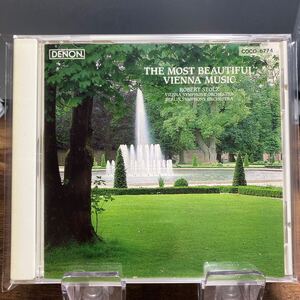 DENON
COCO-6774
THE MOST BEAUTIFUL
VIENNA MUSIC
ROBERT STOLZ
VIENNA SYMPHONY ORCHESTRA
BERLIN SYMPHONY ORCHESTRA